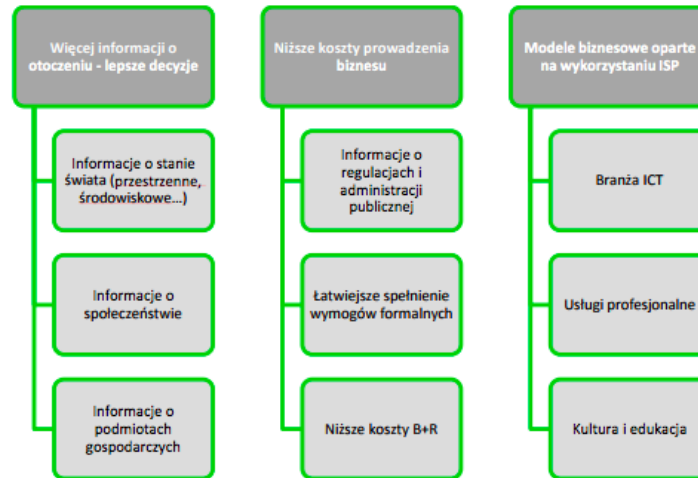 Więcej informacji o
otoczeniu - lepsze decyzje
Informacje o stanie
świata (przestrzenne,
środowiskowe...)
Informacje o
społeczeństwie
Informacje o
podmiotach
gospodarczych
Niższe koszty prowadzenia
biznesu
Informacje o
regulacjach i
administracji
publicznej
Łatwiejsze spełnienie
wymogów formalnych
Niższe koszty B+R
Modele biznesowe oparte
na wykorzystaniu ISP
Branża ICT
Usługi profesjonalne
Kultura i edukacja